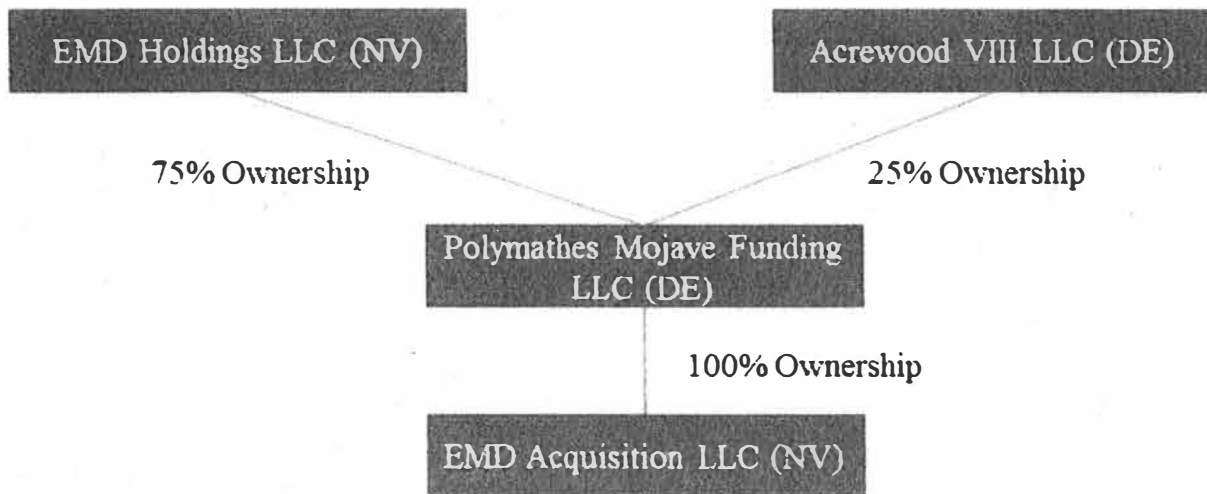 EMD Holdings LLC (NV)
Acrewood VIII LLC (DE)
75% Ownership
25% Ownership
Polymathes Mojave Funding
LLC (DE)
100% Ownership
EMD Acquisition LLC (NV)